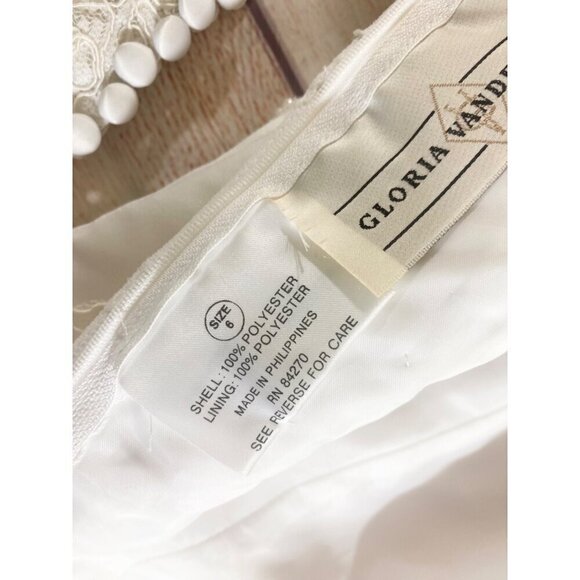 GLORIA VANDE
SIZE
6
SHELL: 100% POLYESTER
LINING: 100% POLYESTER
MADE IN PHILIPPINES
RN 84270
SEE REVERSE FOR CARE